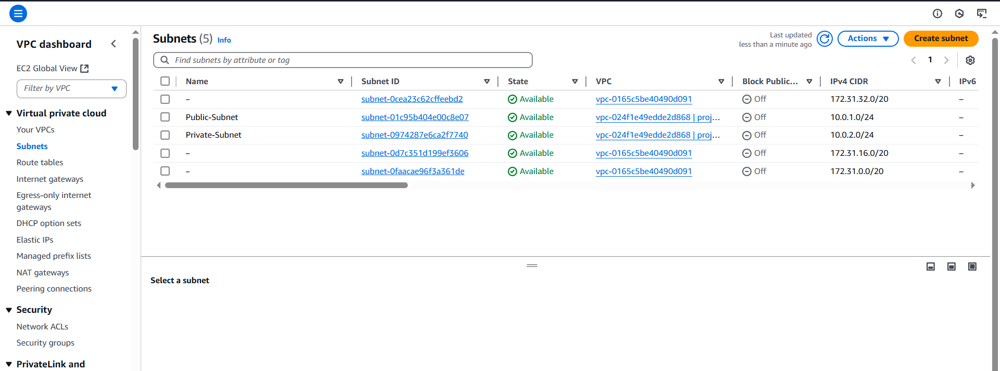 VPC dashboard
EC2 Global View
Filter by VPC
Virtual private cloud
Your VPCs
Subnets
Route tables
Internet gateways
Egress-only internet
gateways
DHCP option sets
Elastic IPs
Managed prefix lists
NAT gateways
Peering connections
Security
Network ACLs
Security groups
PrivateLink and
Subnets (5) Info
Last updated
less than a minute ago
Actions
Create subnet
Find subnets by attribute or tag
1
Name Subnet ID State VPC Block Public... IPv4 CIDR IPv6
– subnet-0cea23c62cffeebd2 Available vpc-0165c5be40490d091 Off 172.31.32.0/20 –
Public-Subnet subnet-01c95b404e00c8e07 Available vpc-024f1e49edde2d868 | proj... Off 10.0.1.0/24 –
Private-Subnet subnet-0974287e6ca2f7740 Available vpc-024f1e49edde2d868 | proj... Off 10.0.2.0/24 –
– subnet-0d7c351d199ef3606 Available vpc-0165c5be40490d091 Off 172.31.16.0/20 –
– subnet-0faacae96f3a361de Available vpc-0165c5be40490d091 Off 172.31.0.0/20 –
Select a subnet